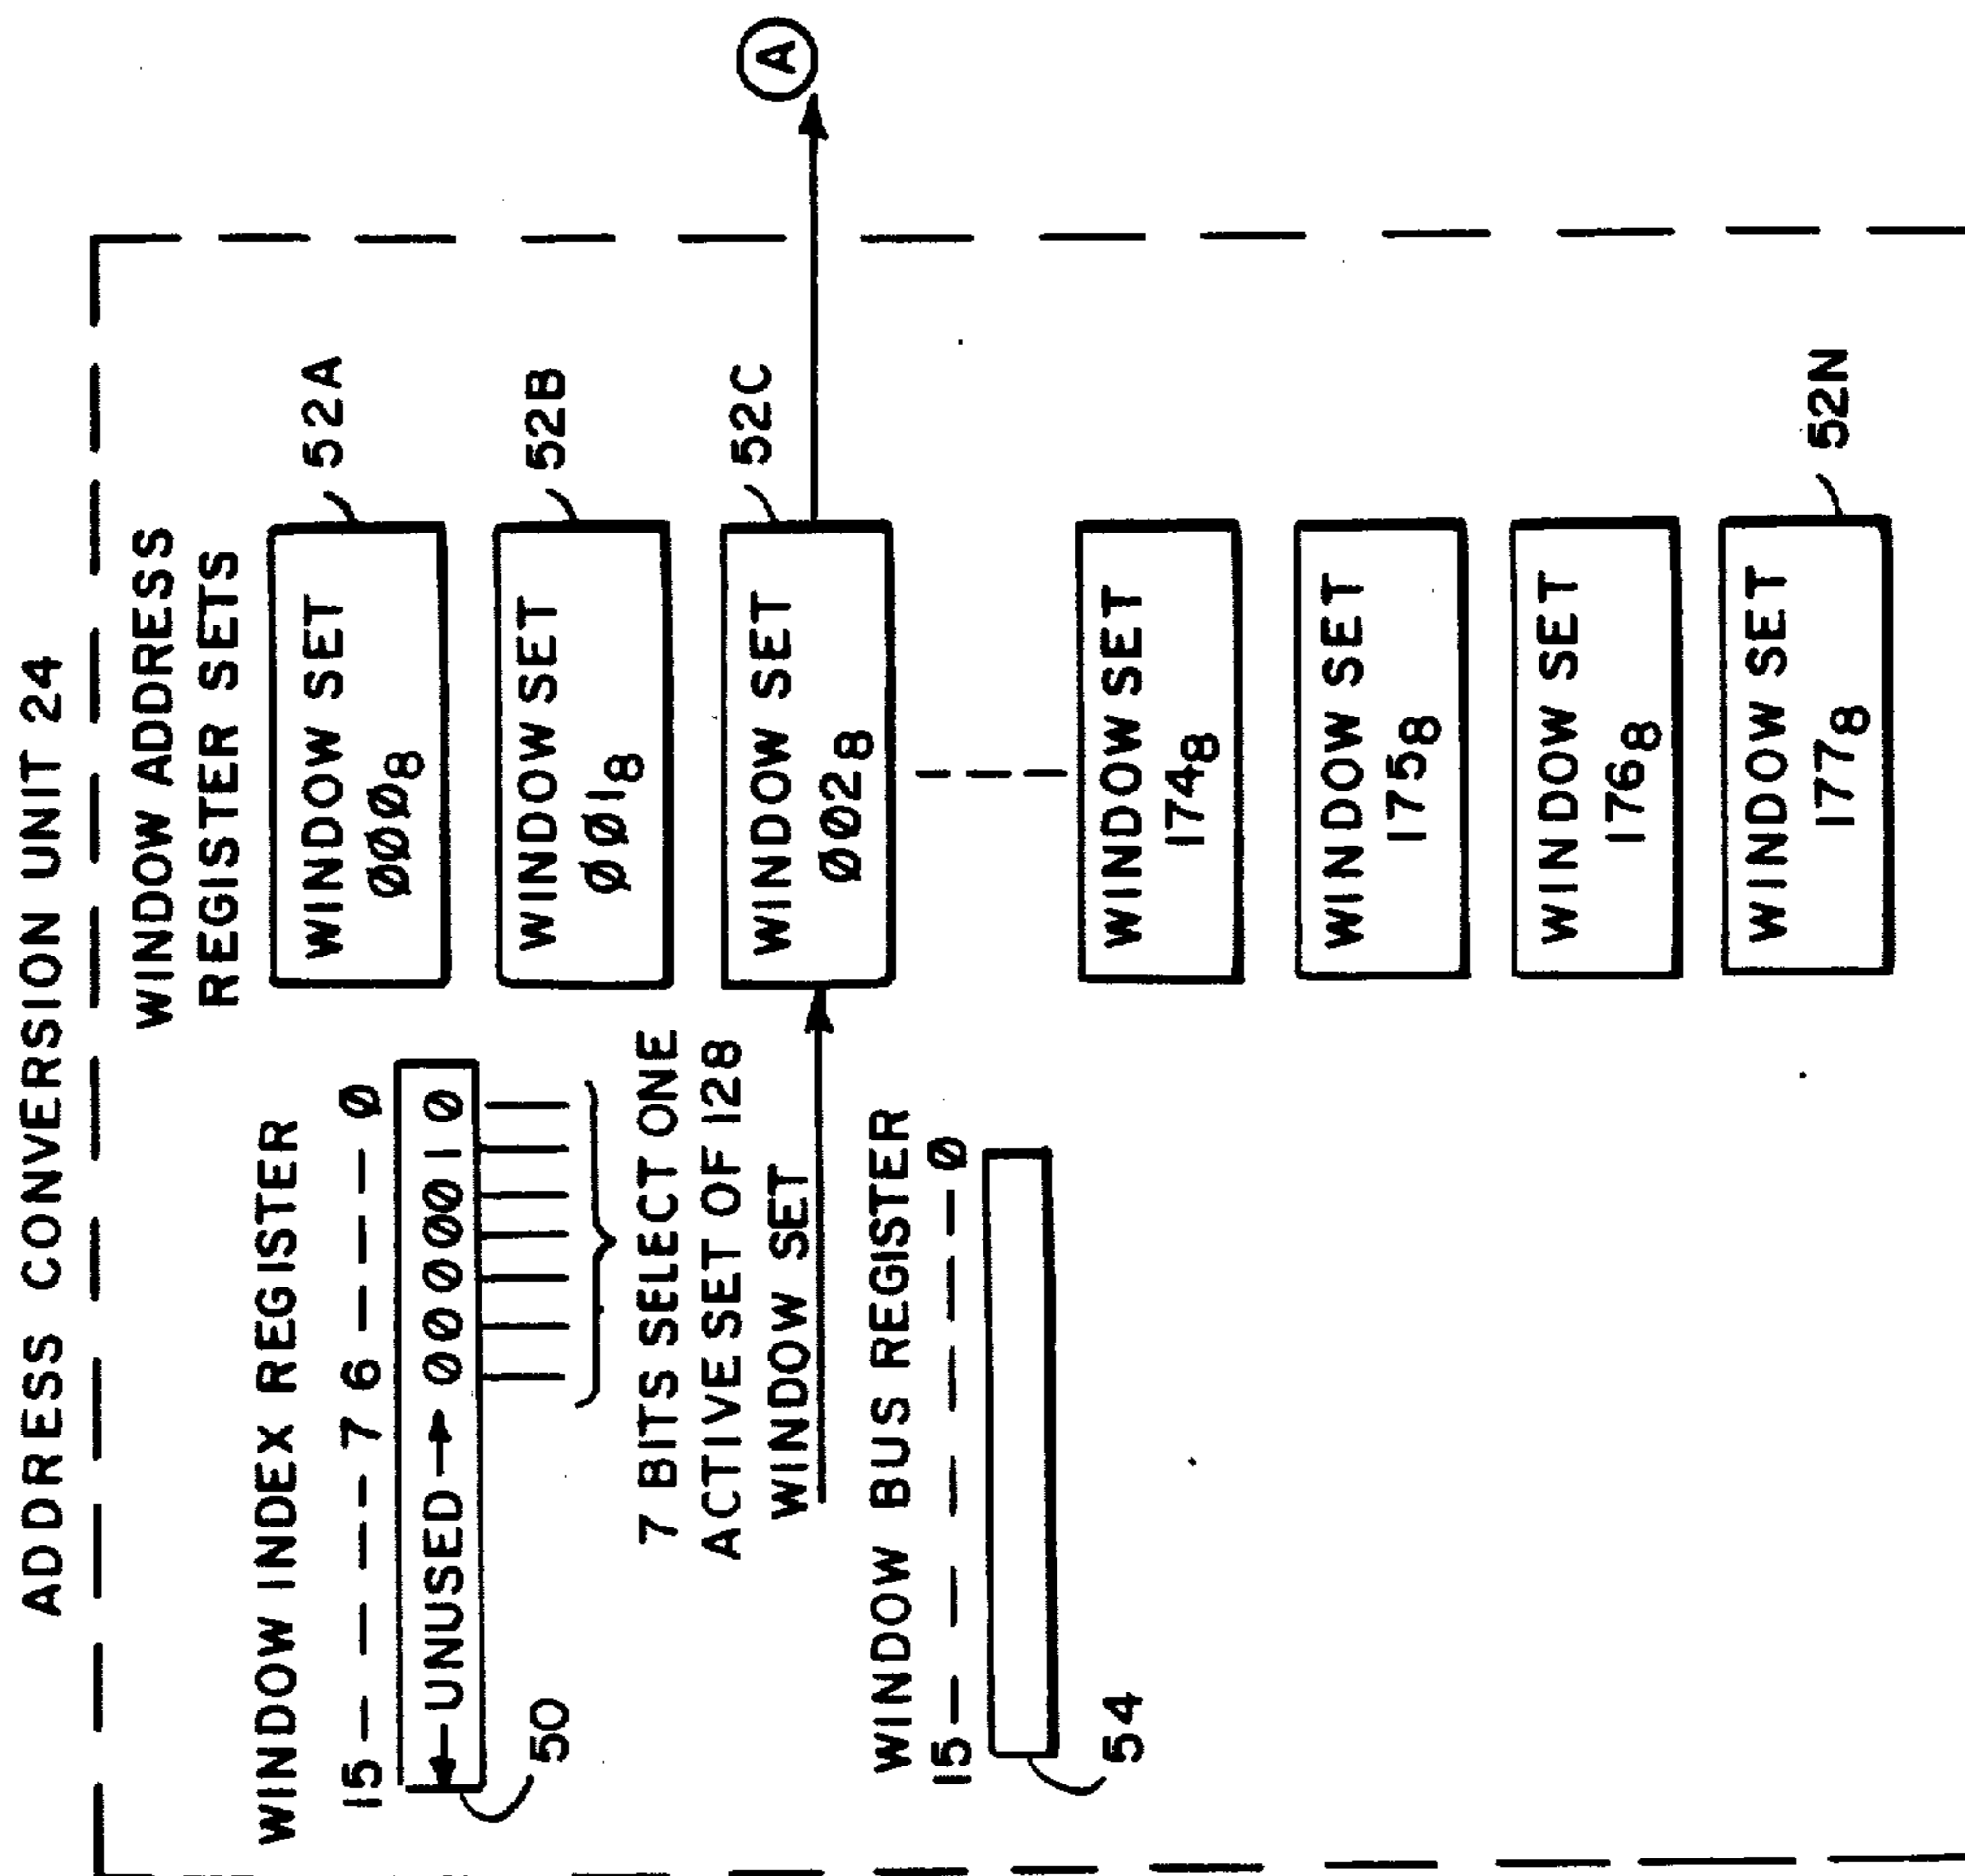 ADDRESS CONVERSION UNIT 24
WINDOW INDEX REGISTER
15 - - - - 7 6 - - - Ø
UNUSED ØØØØØ1Ø
50
7 BITS SELECT ONE
ACTIVE SET OF 128
WINDOW SET
WINDOW BUS REGISTER
15 - - - - - - Ø
54
WINDOW ADDRESS
REGISTER SETS
WINDOW SET
ØØØ8
52A
WINDOW SET
ØØ18
52B
WINDOW SET
ØØ28
52C
A
WINDOW SET
1748
WINDOW SET
1758
WINDOW SET
1768
WINDOW SET
1778
52N